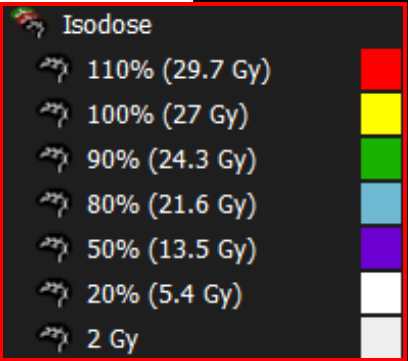 Isodose
110% (29.7 Gy)
100% (27 Gy)
90% (24.3 Gy)
80% (21.6 Gy)
50% (13.5 Gy)
20% (5.4 Gy)
2 Gy